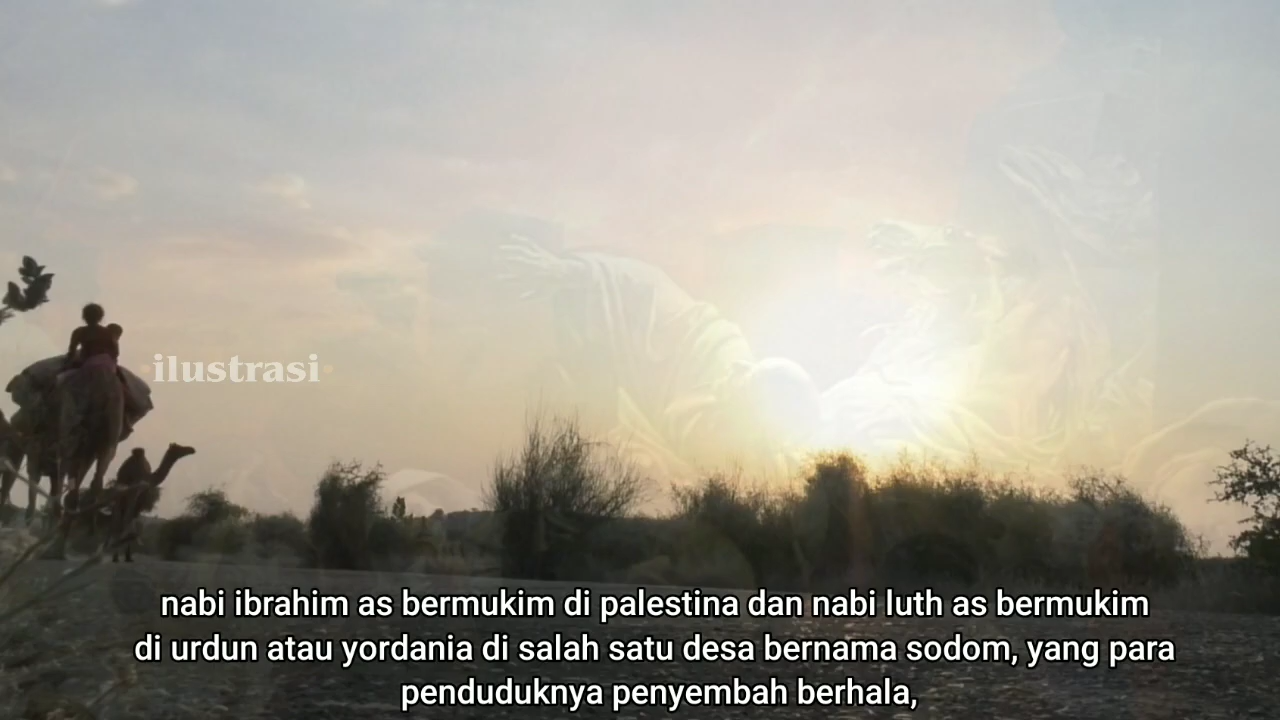 ilustrasi
nabi ibrahim as bermukim di palestina dan nabi luth as bermukim
di urdun atau yordania di salah satu desa bernama sodom, yang para
penduduknya penyembah berhala,